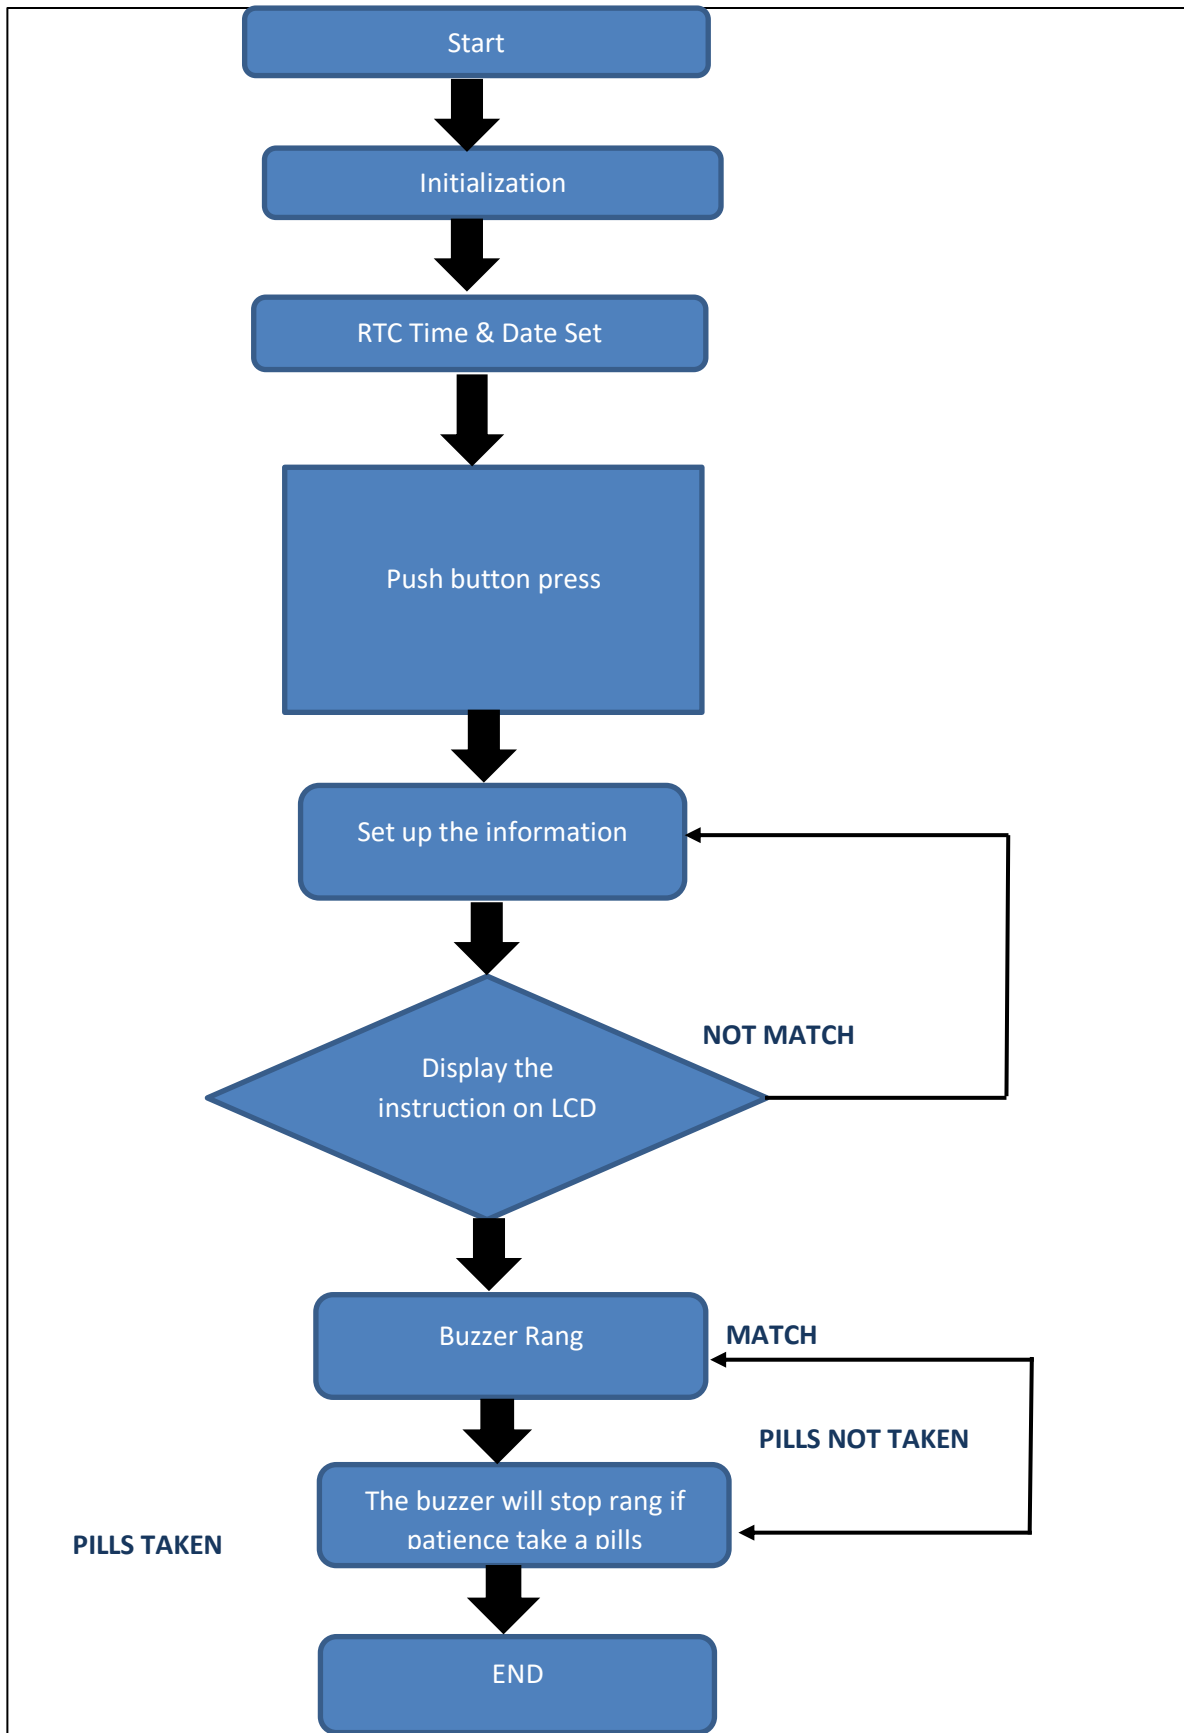 Start
Initialization
RTC Time & Date Set
Push button press
Set up the information
NOT MATCH
Display the
instruction on LCD
Buzzer Rang
MATCH
PILLS NOT TAKEN
The buzzer will stop rang if
patience take a pills
PILLS TAKEN
END